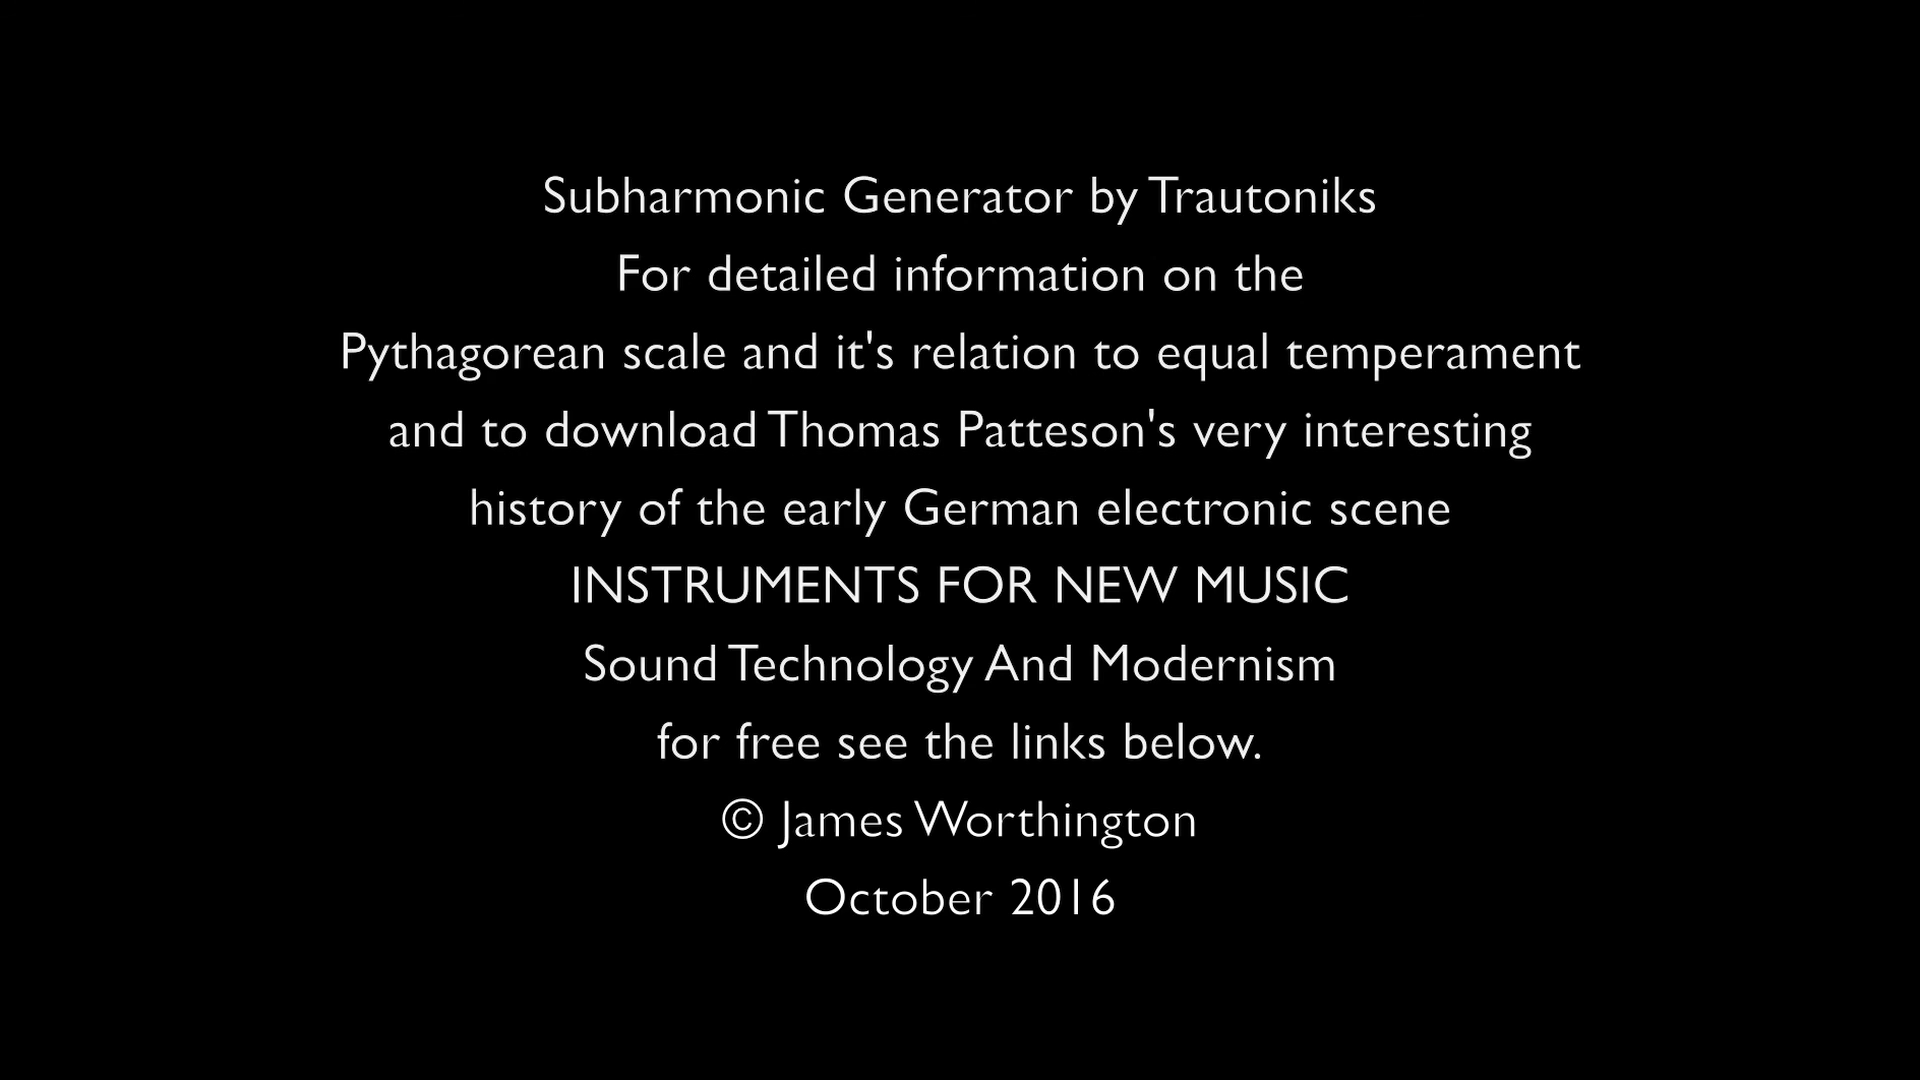 Subharmonic Generator by Trautoniks
For detailed information on the
Pythagorean scale and it's relation to equal temperament
and to download Thomas Patteson's very interesting
history of the early German electronic scene
INSTRUMENTS FOR NEW MUSIC
Sound Technology And Modernism
for free see the links below.
© James Worthington
October 2016